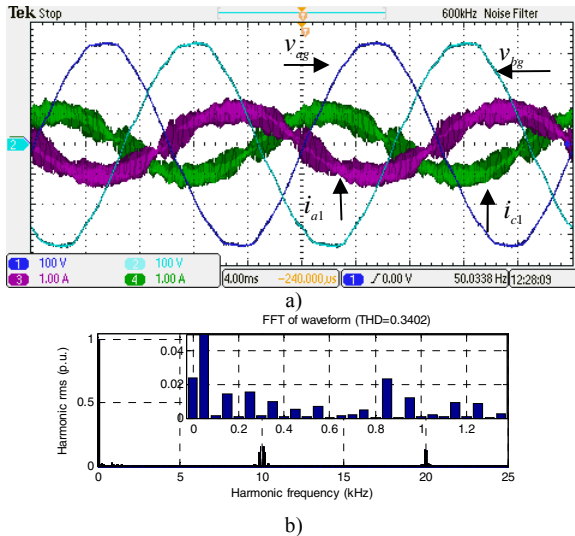 Tek Stop 600kHz Noise Filter
v_ag v_bg
2
i_a1 i_c1
1 100 V 2 100 V
3 1.00 A 4 1.00 A
4.00ms -240.000μs 1 0.00 V 50.0338 Hz 12:28:09
a)
FFT of waveform (THD=0.3402)
Harmonic rms (p.u.)
1
0.5
0
0.04
0.02
0
0 0.2 0.4 0.6 0.8 1 1.2
0 5 10 15 20 25
Harmonic frequency (kHz)
b)